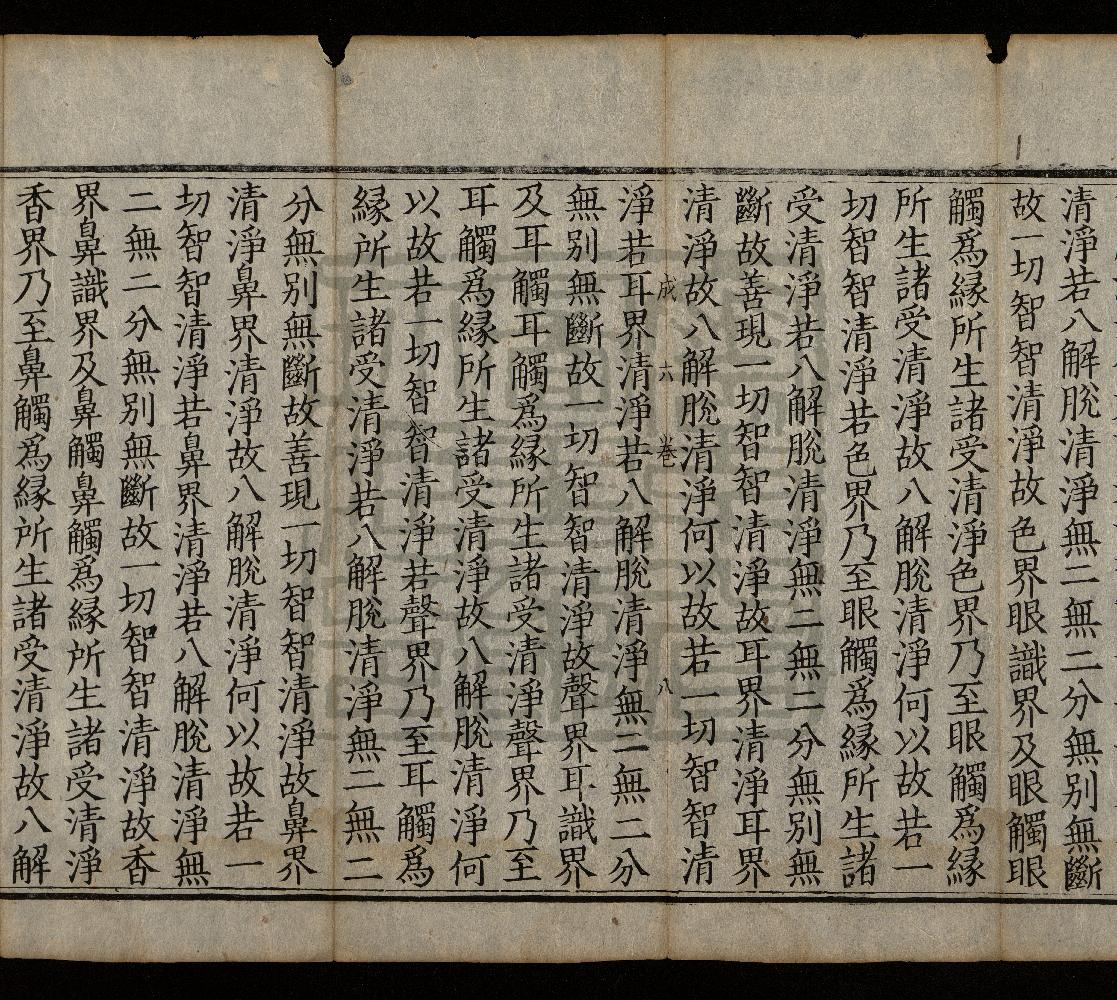 清淨若八解脫清淨無二無二分無別無斷
故一切智智清淨故色界眼識界及眼觸眼
觸爲緣所生諸受清淨色界乃至眼觸爲緣
所生諸受清淨故八解脫清淨何以故若一
切智智清淨若色界乃至眼觸爲緣所生諸
受清淨若八解脫清淨無二無二分無別無
斷故善現一切智智清淨故耳界清淨耳界
清淨故八解脫清淨何以故若一切智智清
成 六 卷 八
淨若耳界清淨若八解脫清淨無二無二分
無別無斷故一切智智清淨故聲界耳識界
及耳觸耳觸爲緣所生諸受清淨聲界乃至
耳觸爲緣所生諸受清淨故八解脫清淨何
以故若一切智智清淨若聲界乃至耳觸爲
緣所生諸受清淨若八解脫清淨無二無二
分無別無斷故善現一切智智清淨故鼻界
清淨鼻界清淨故八解脫清淨何以故若一
切智智清淨若鼻界清淨若八解脫清淨無
二無二分無別無斷故一切智智清淨故香
界鼻識界及鼻觸鼻觸爲緣所生諸受清淨
香界乃至鼻觸爲緣所生諸受清淨故八解